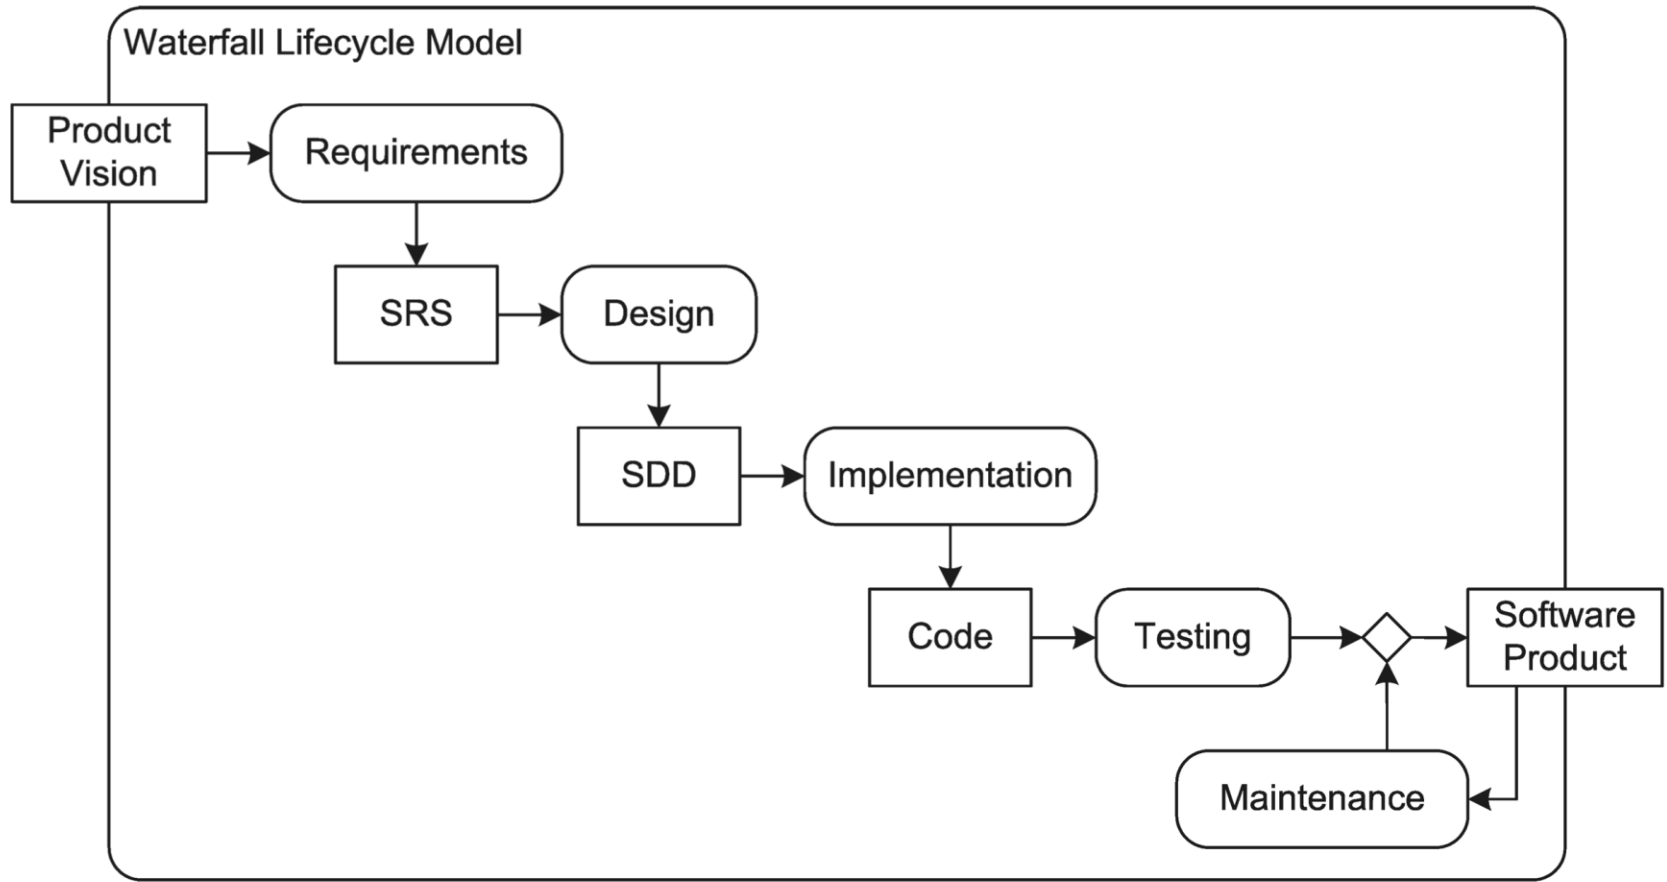 Waterfall Lifecycle Model
Product
Vision
Requirements
SRS
Design
SDD
Implementation
Code
Testing
Software
Product
Maintenance